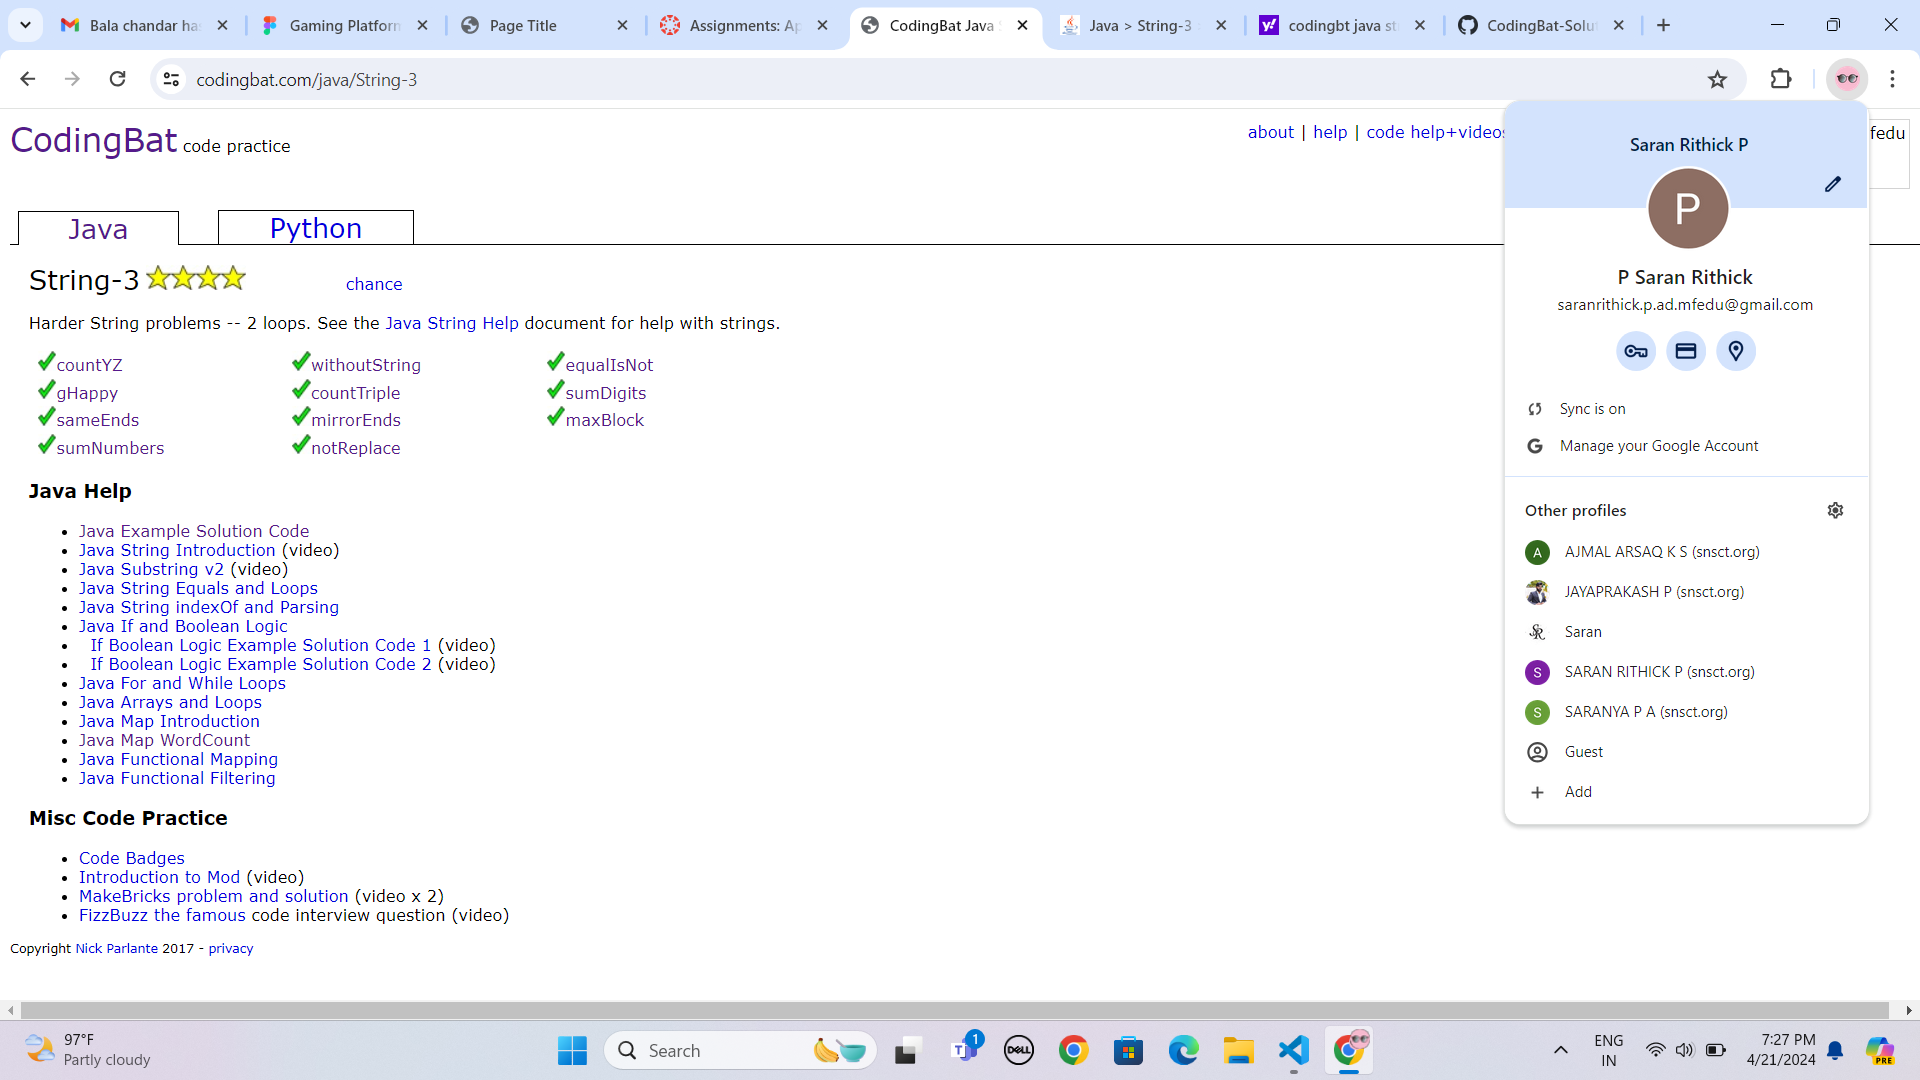 Bala chandar ha
Gaming Platform
Page Title
Assignments: Ap
CodingBat Java
Java > String-3
codingbt java st
CodingBat-Solu
codingbat.com/java/String-3
CodingBat code practice
about | help | code help+videos
fedu
Java
Python
String-3
chance
Harder String problems -- 2 loops. See the Java String Help document for help with strings.
countYZ
withoutString
equalIsNot
gHappy
countTriple
sumDigits
sameEnds
mirrorEnds
maxBlock
sumNumbers
notReplace
Java Help
Java Example Solution Code
Java String Introduction (video)
Java Substring v2 (video)
Java String Equals and Loops
Java String indexOf and Parsing
Java If and Boolean Logic
If Boolean Logic Example Solution Code 1 (video)
If Boolean Logic Example Solution Code 2 (video)
Java For and While Loops
Java Arrays and Loops
Java Map Introduction
Java Map WordCount
Java Functional Mapping
Java Functional Filtering
Misc Code Practice
Code Badges
Introduction to Mod (video)
MakeBricks problem and solution (video x 2)
FizzBuzz the famous code interview question (video)
Copyright Nick Parlante 2017 - privacy
Saran Rithick P
P
P Saran Rithick
saranrithick.p.ad.mfedu@gmail.com
Sync is on
G Manage your Google Account
Other profiles
A AJMAL ARSAQ K S (snsct.org)
JAYAPRAKASH P (snsct.org)
SR Saran
S SARAN RITHICK P (snsct.org)
S SARANYA P A (snsct.org)
Guest
Add
97°F
Partly cloudy
Search
T
1
DELL
ENG
IN
7:27 PM
4/21/2024
PRE